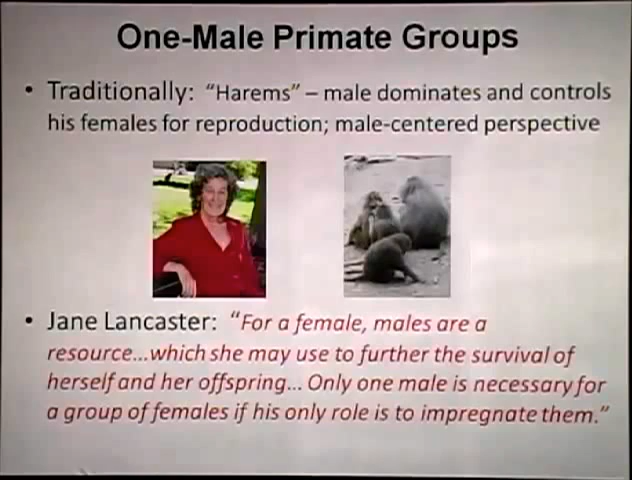 One-Male Primate Groups
• Traditionally: “Harems” – male dominates and controls
his females for reproduction; male-centered perspective
• Jane Lancaster: “For a female, males are a
resource...which she may use to further the survival of
herself and her offspring... Only one male is necessary for
a group of females if his only role is to impregnate them.”